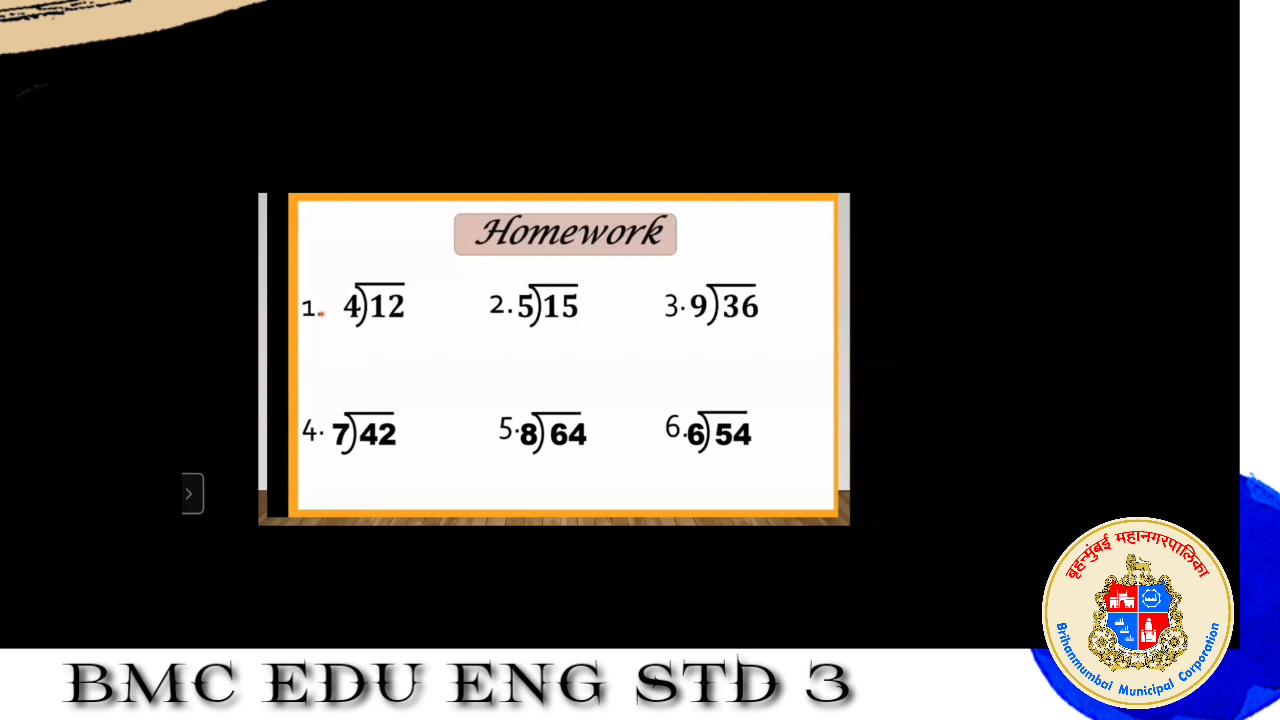 Homework
1. 4)12 2. 5)15 3. 9)36
4. 7)42 5. 8)64 6. 6)54
बृहन्मुंबई महानगरपालिका
Brihanmumbai Municipal Corporation
BMC EDU ENG STD 3